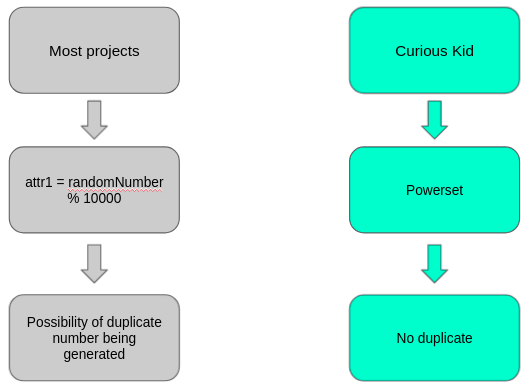 Most projects
attr1 = randomNumber
% 10000
Possibility of duplicate
number being
generated
Curious Kid
Powerset
No duplicate